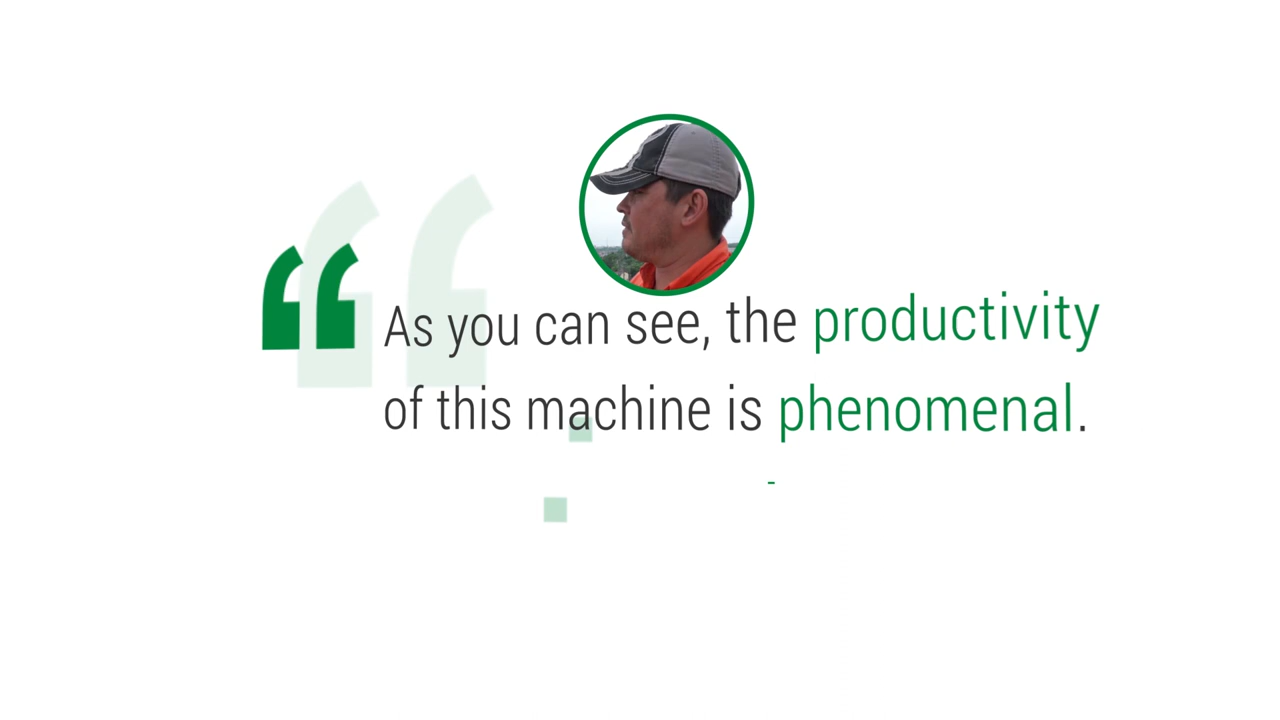 “ As you can see, the productivity
of this machine is phenomenal.
-